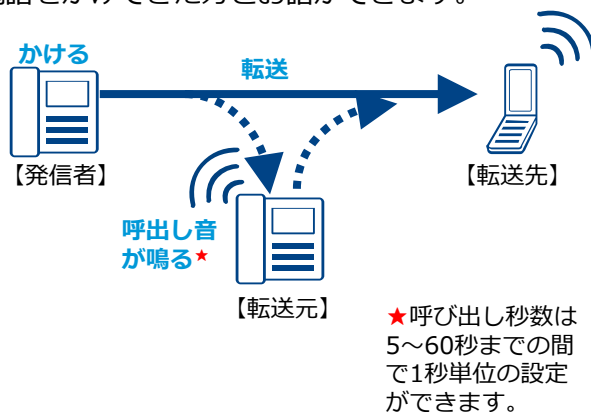 電話をかけてきた方とお話ができます。
かける
転送
【発信者】
【転送先】
呼出し音
が鳴る★
【転送元】
★呼び出し秒数は
5～60秒までの間
で1秒単位の設定
ができます。